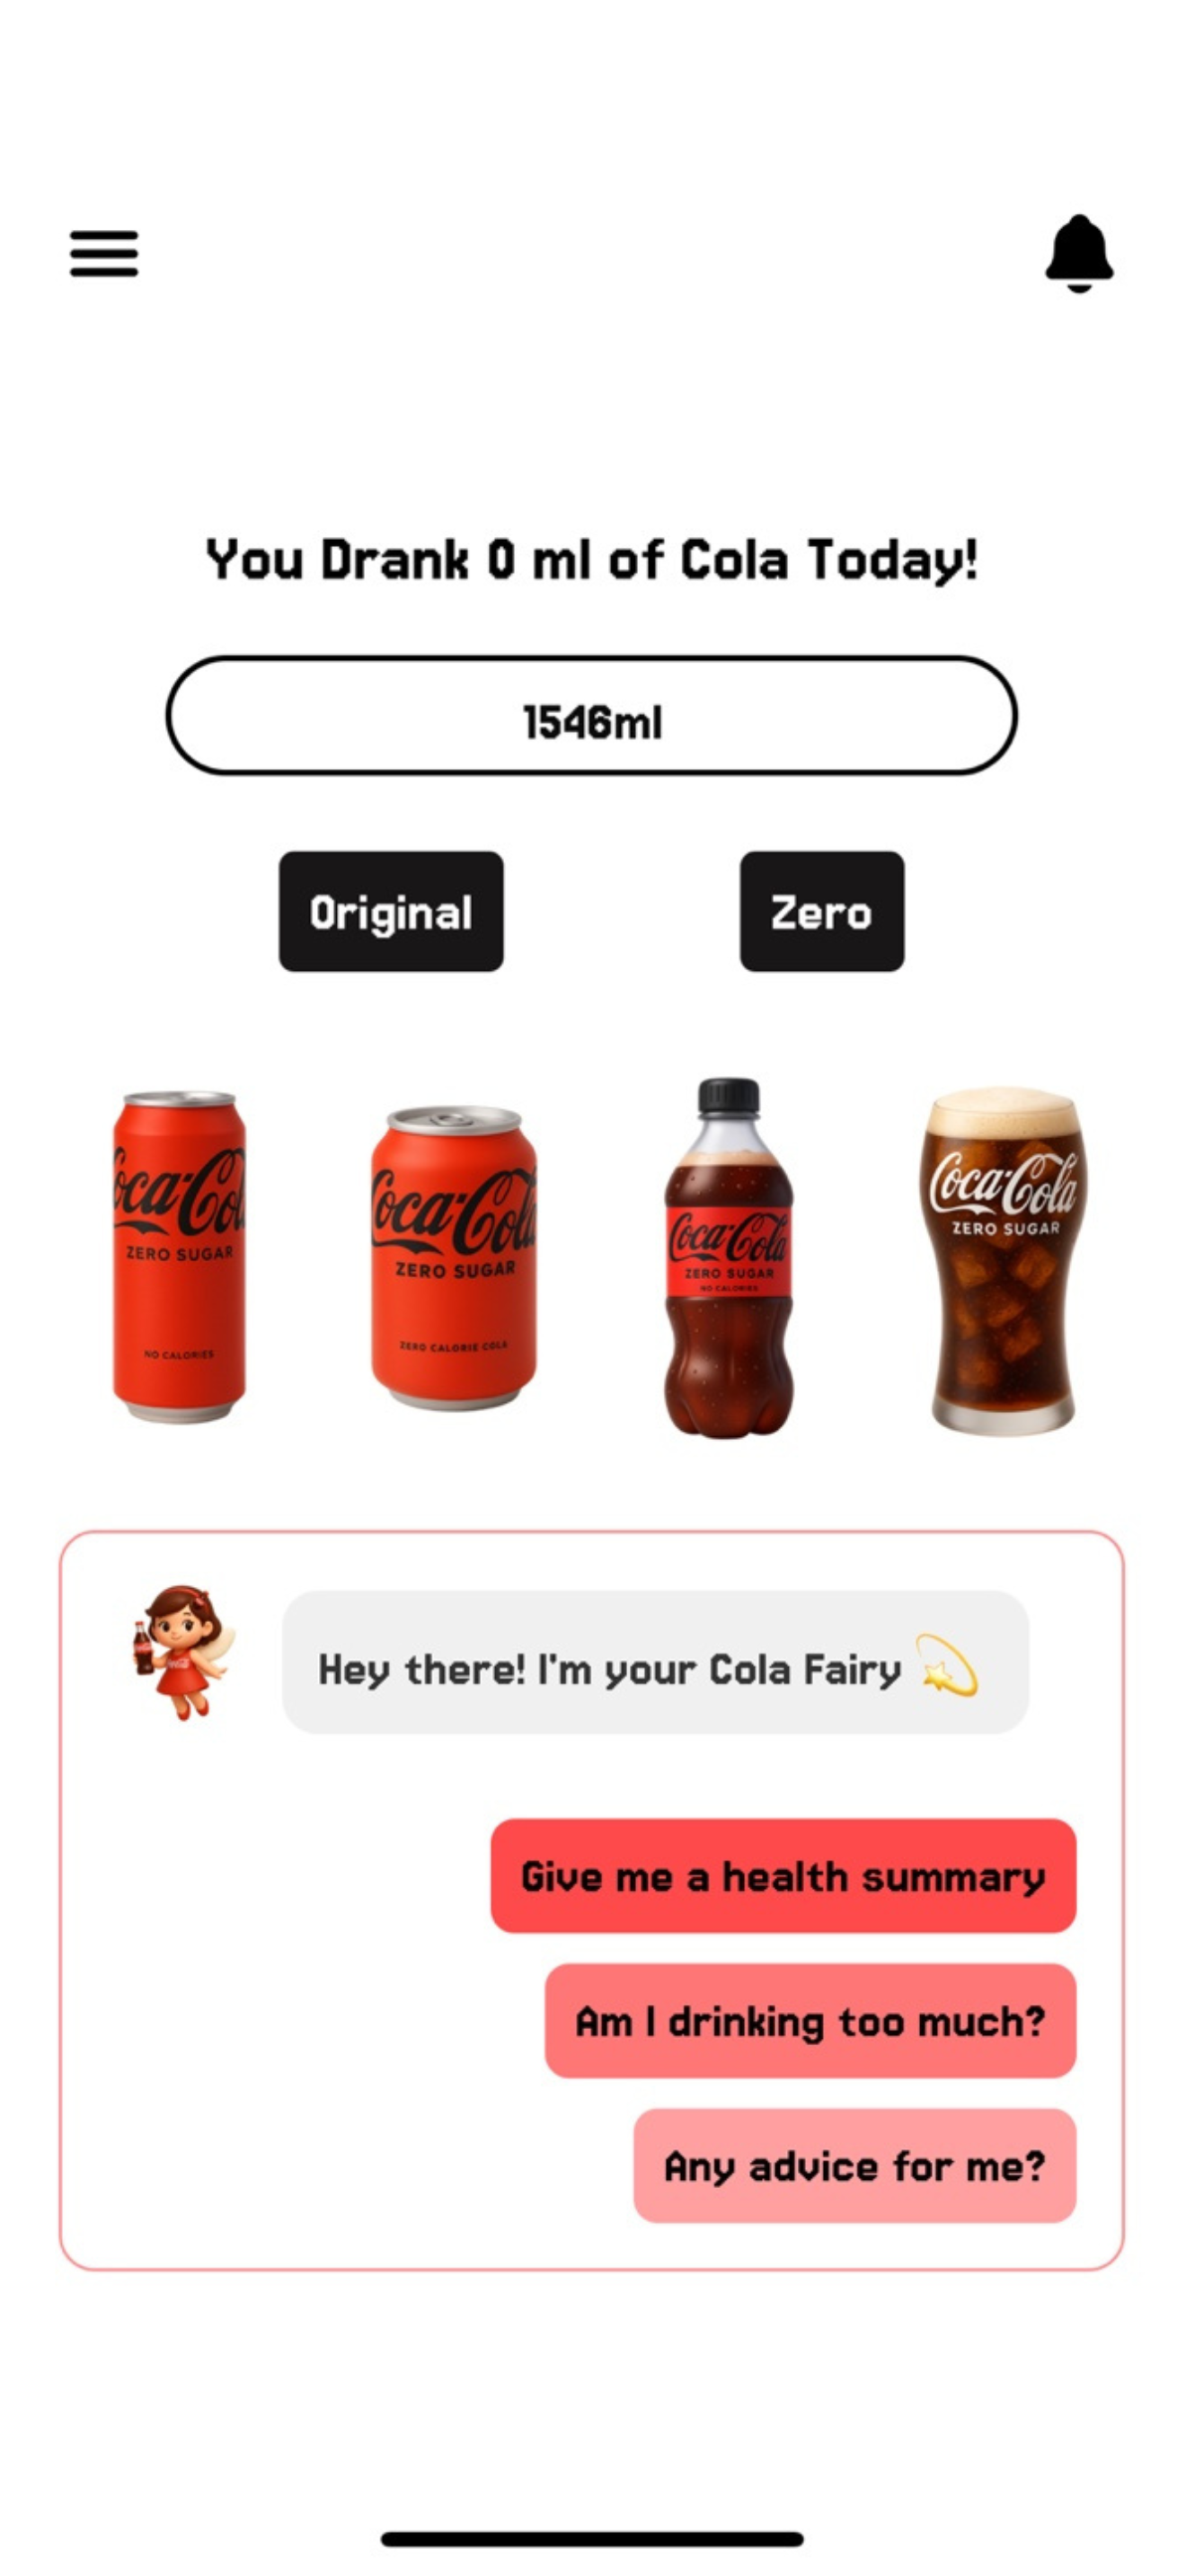 You Drank 0 ml of Cola Today!
1546ml
Original
Zero
Coca-Cola
ZERO SUGAR
NO CALORIES
Coca-Cola
ZERO SUGAR
ZERO CALORIE COLA
Coca-Cola
ZERO SUGAR
NO CALORIES
Coca-Cola
ZERO SUGAR
Hey there! I'm your Cola Fairy
Give me a health summary
Am I drinking too much?
Any advice for me?